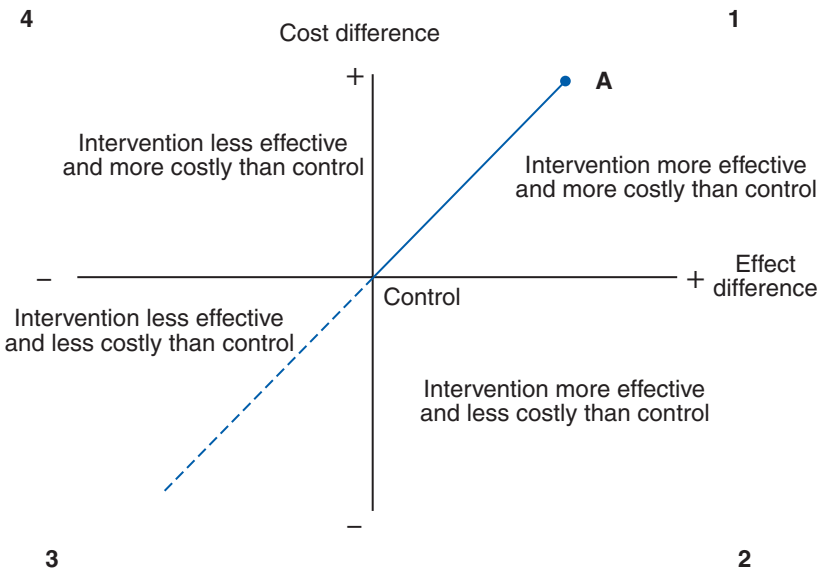 4
1
Cost difference
+
A
Intervention less effective
and more costly than control
Intervention more effective
and more costly than control
–
+
Effect
difference
Control
Intervention less effective
and less costly than control
Intervention more effective
and less costly than control
–
3
2